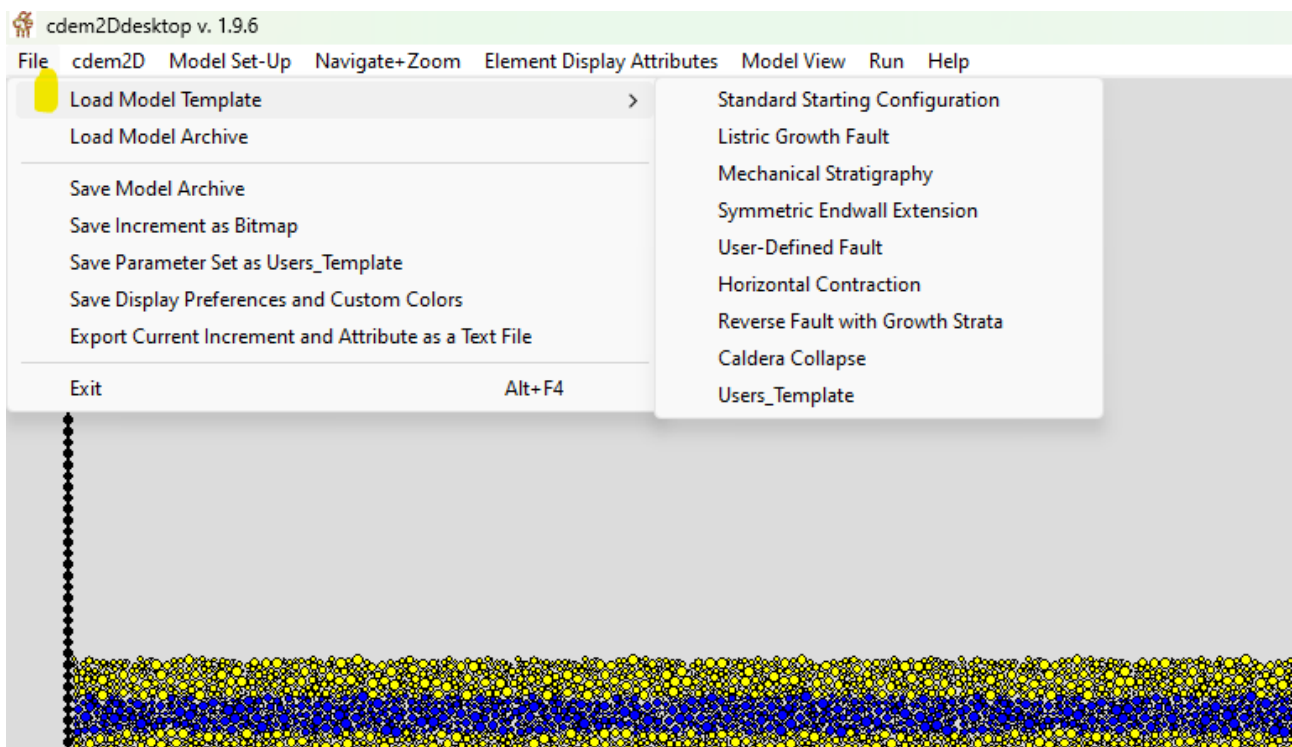 cdem2Ddesktop v. 1.9.6
File cdem2D Model Set-Up Navigate+Zoom Element Display Attributes Model View Run Help
Load Model Template >
Load Model Archive
Save Model Archive
Save Increment as Bitmap
Save Parameter Set as Users_Template
Save Display Preferences and Custom Colors
Export Current Increment and Attribute as a Text File
Exit Alt+F4
Standard Starting Configuration
Listric Growth Fault
Mechanical Stratigraphy
Symmetric Endwall Extension
User-Defined Fault
Horizontal Contraction
Reverse Fault with Growth Strata
Caldera Collapse
Users_Template